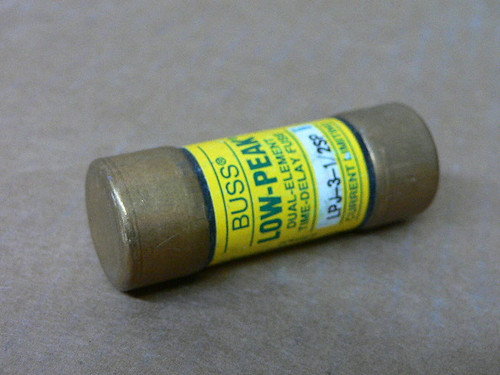 BUSS®
LOW-PEAK
DUAL-ELEMENT
TIME-DELAY FUSE
LPJ-3-1/2SP
CURRENT LIMITING